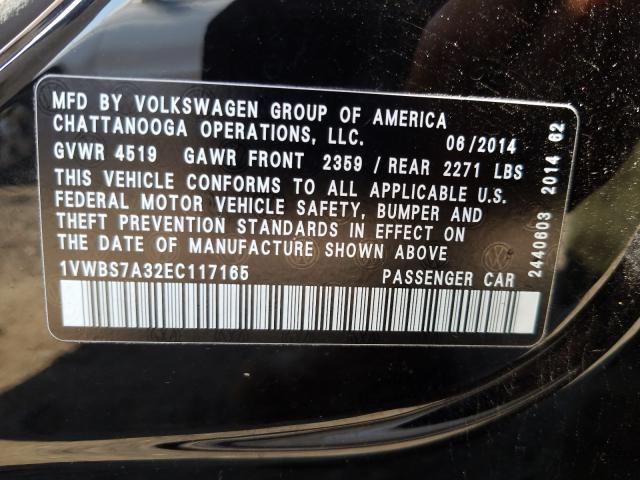 MFD BY VOLKSWAGEN GROUP OF AMERICA
CHATTANOOGA OPERATIONS, LLC. 06/2014
GVWR 4519 GAWR FRONT 2359 / REAR 2271 LBS
THIS VEHICLE CONFORMS TO ALL APPLICABLE U.S.
FEDERAL MOTOR VEHICLE SAFETY, BUMPER AND
THEFT PREVENTION STANDARDS IN EFFECT ON
THE DATE OF MANUFACTURE SHOWN ABOVE
1VWBS7A32EC117165 PASSENGER CAR
2440603 2014 62